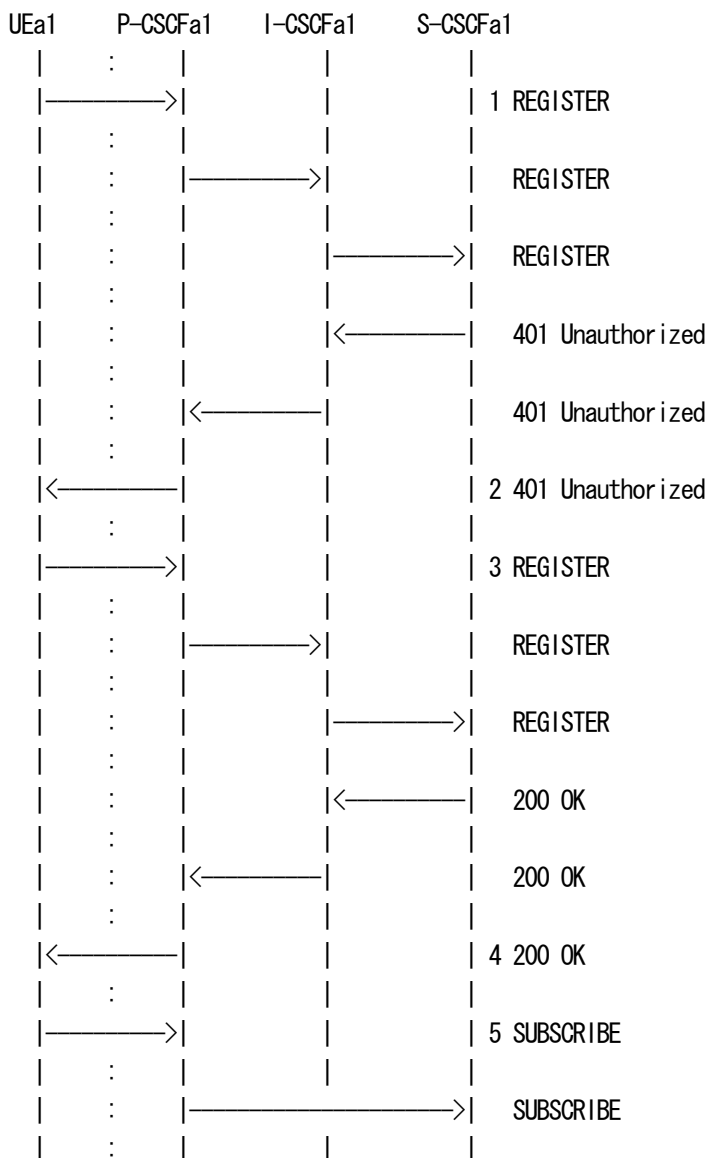 UEa1 P-CSCFa1 I-CSCFa1 S-CSCFa1
1 REGISTER
REGISTER
REGISTER
401 Unauthorized
401 Unauthorized
2 401 Unauthorized
3 REGISTER
REGISTER
REGISTER
200 OK
200 OK
4 200 OK
5 SUBSCRIBE
SUBSCRIBE